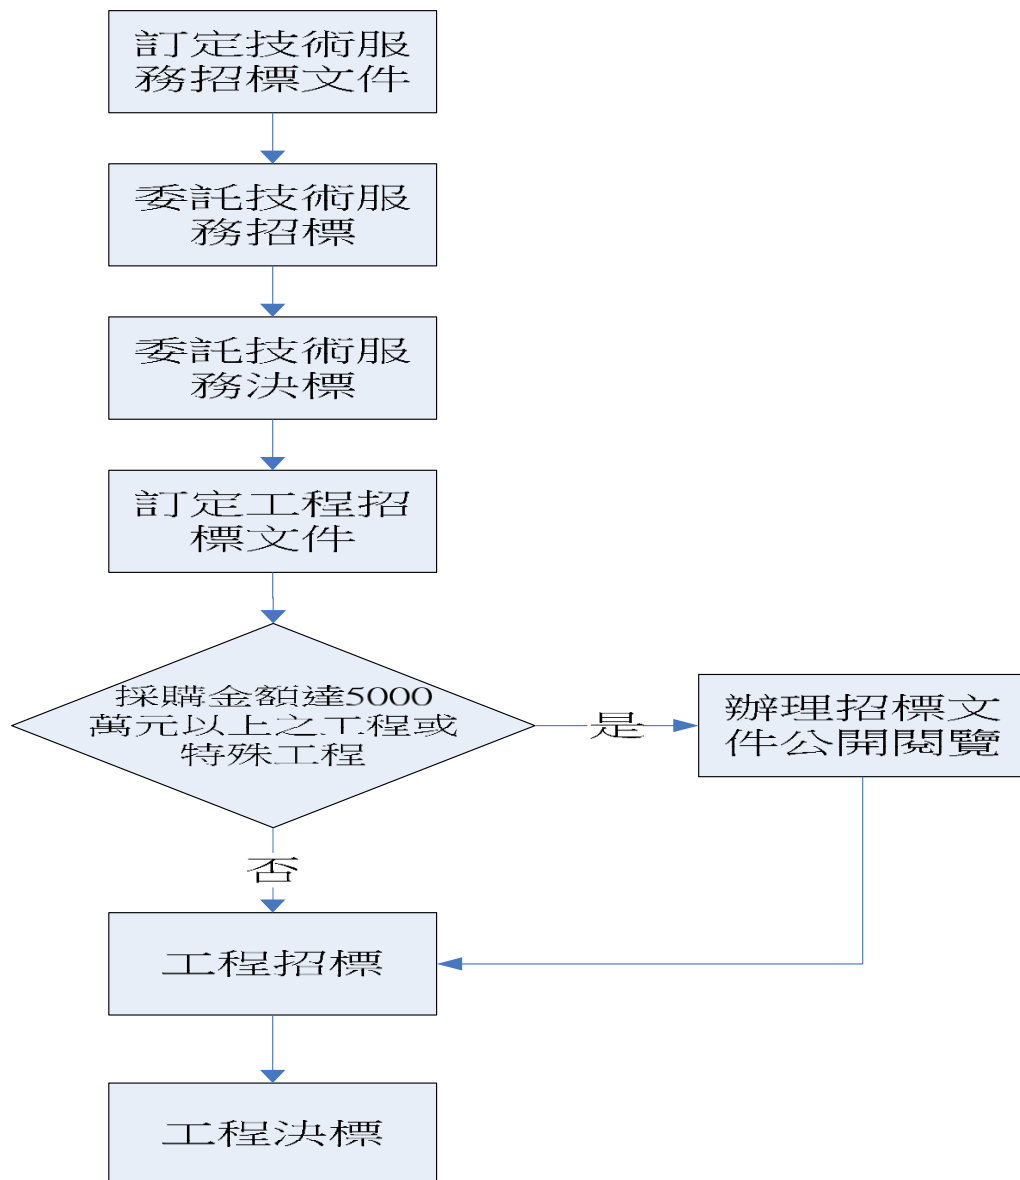 訂定技術服
務招標文件
委託技術服
務招標
委託技術服
務決標
訂定工程招
標文件
採購金額達5000
萬元以上之工程或
特殊工程
是
辦理招標文
件公開閱覽
否
工程招標
工程決標